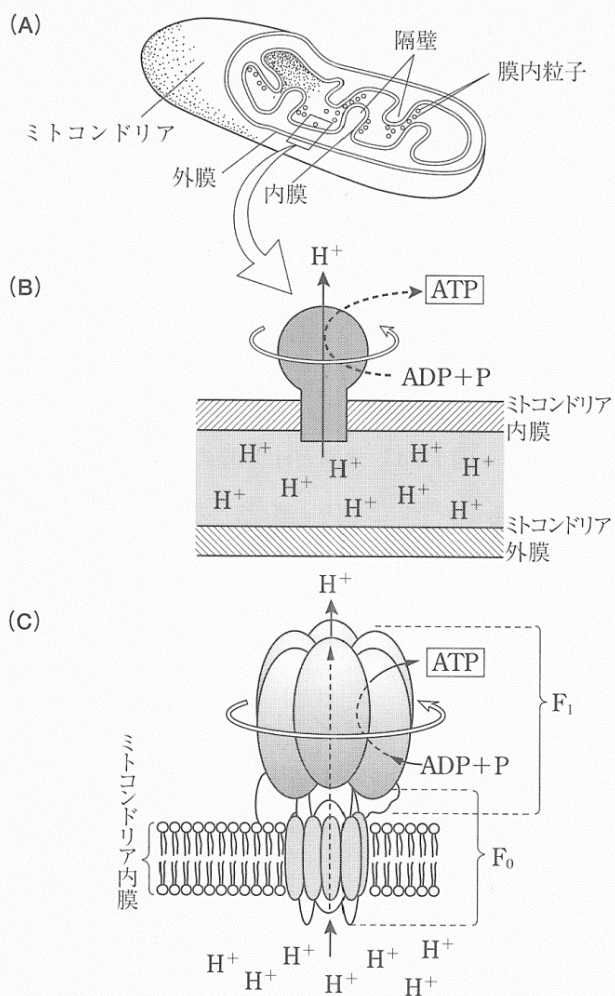 (A)
隔壁
膜内粒子
ミトコンドリア
外膜
内膜
(B)
H⁺
ATP
ADP+P
ミトコンドリア
内膜
H⁺ H⁺ H⁺ H⁺
H⁺ H⁺ H⁺ H⁺ H⁺
ミトコンドリア
外膜
(C)
H⁺
ATP
F₁
ADP+P
ミトコンドリア内膜
F₀
H⁺ H⁺ H⁺ H⁺
H⁺ H⁺ H⁺